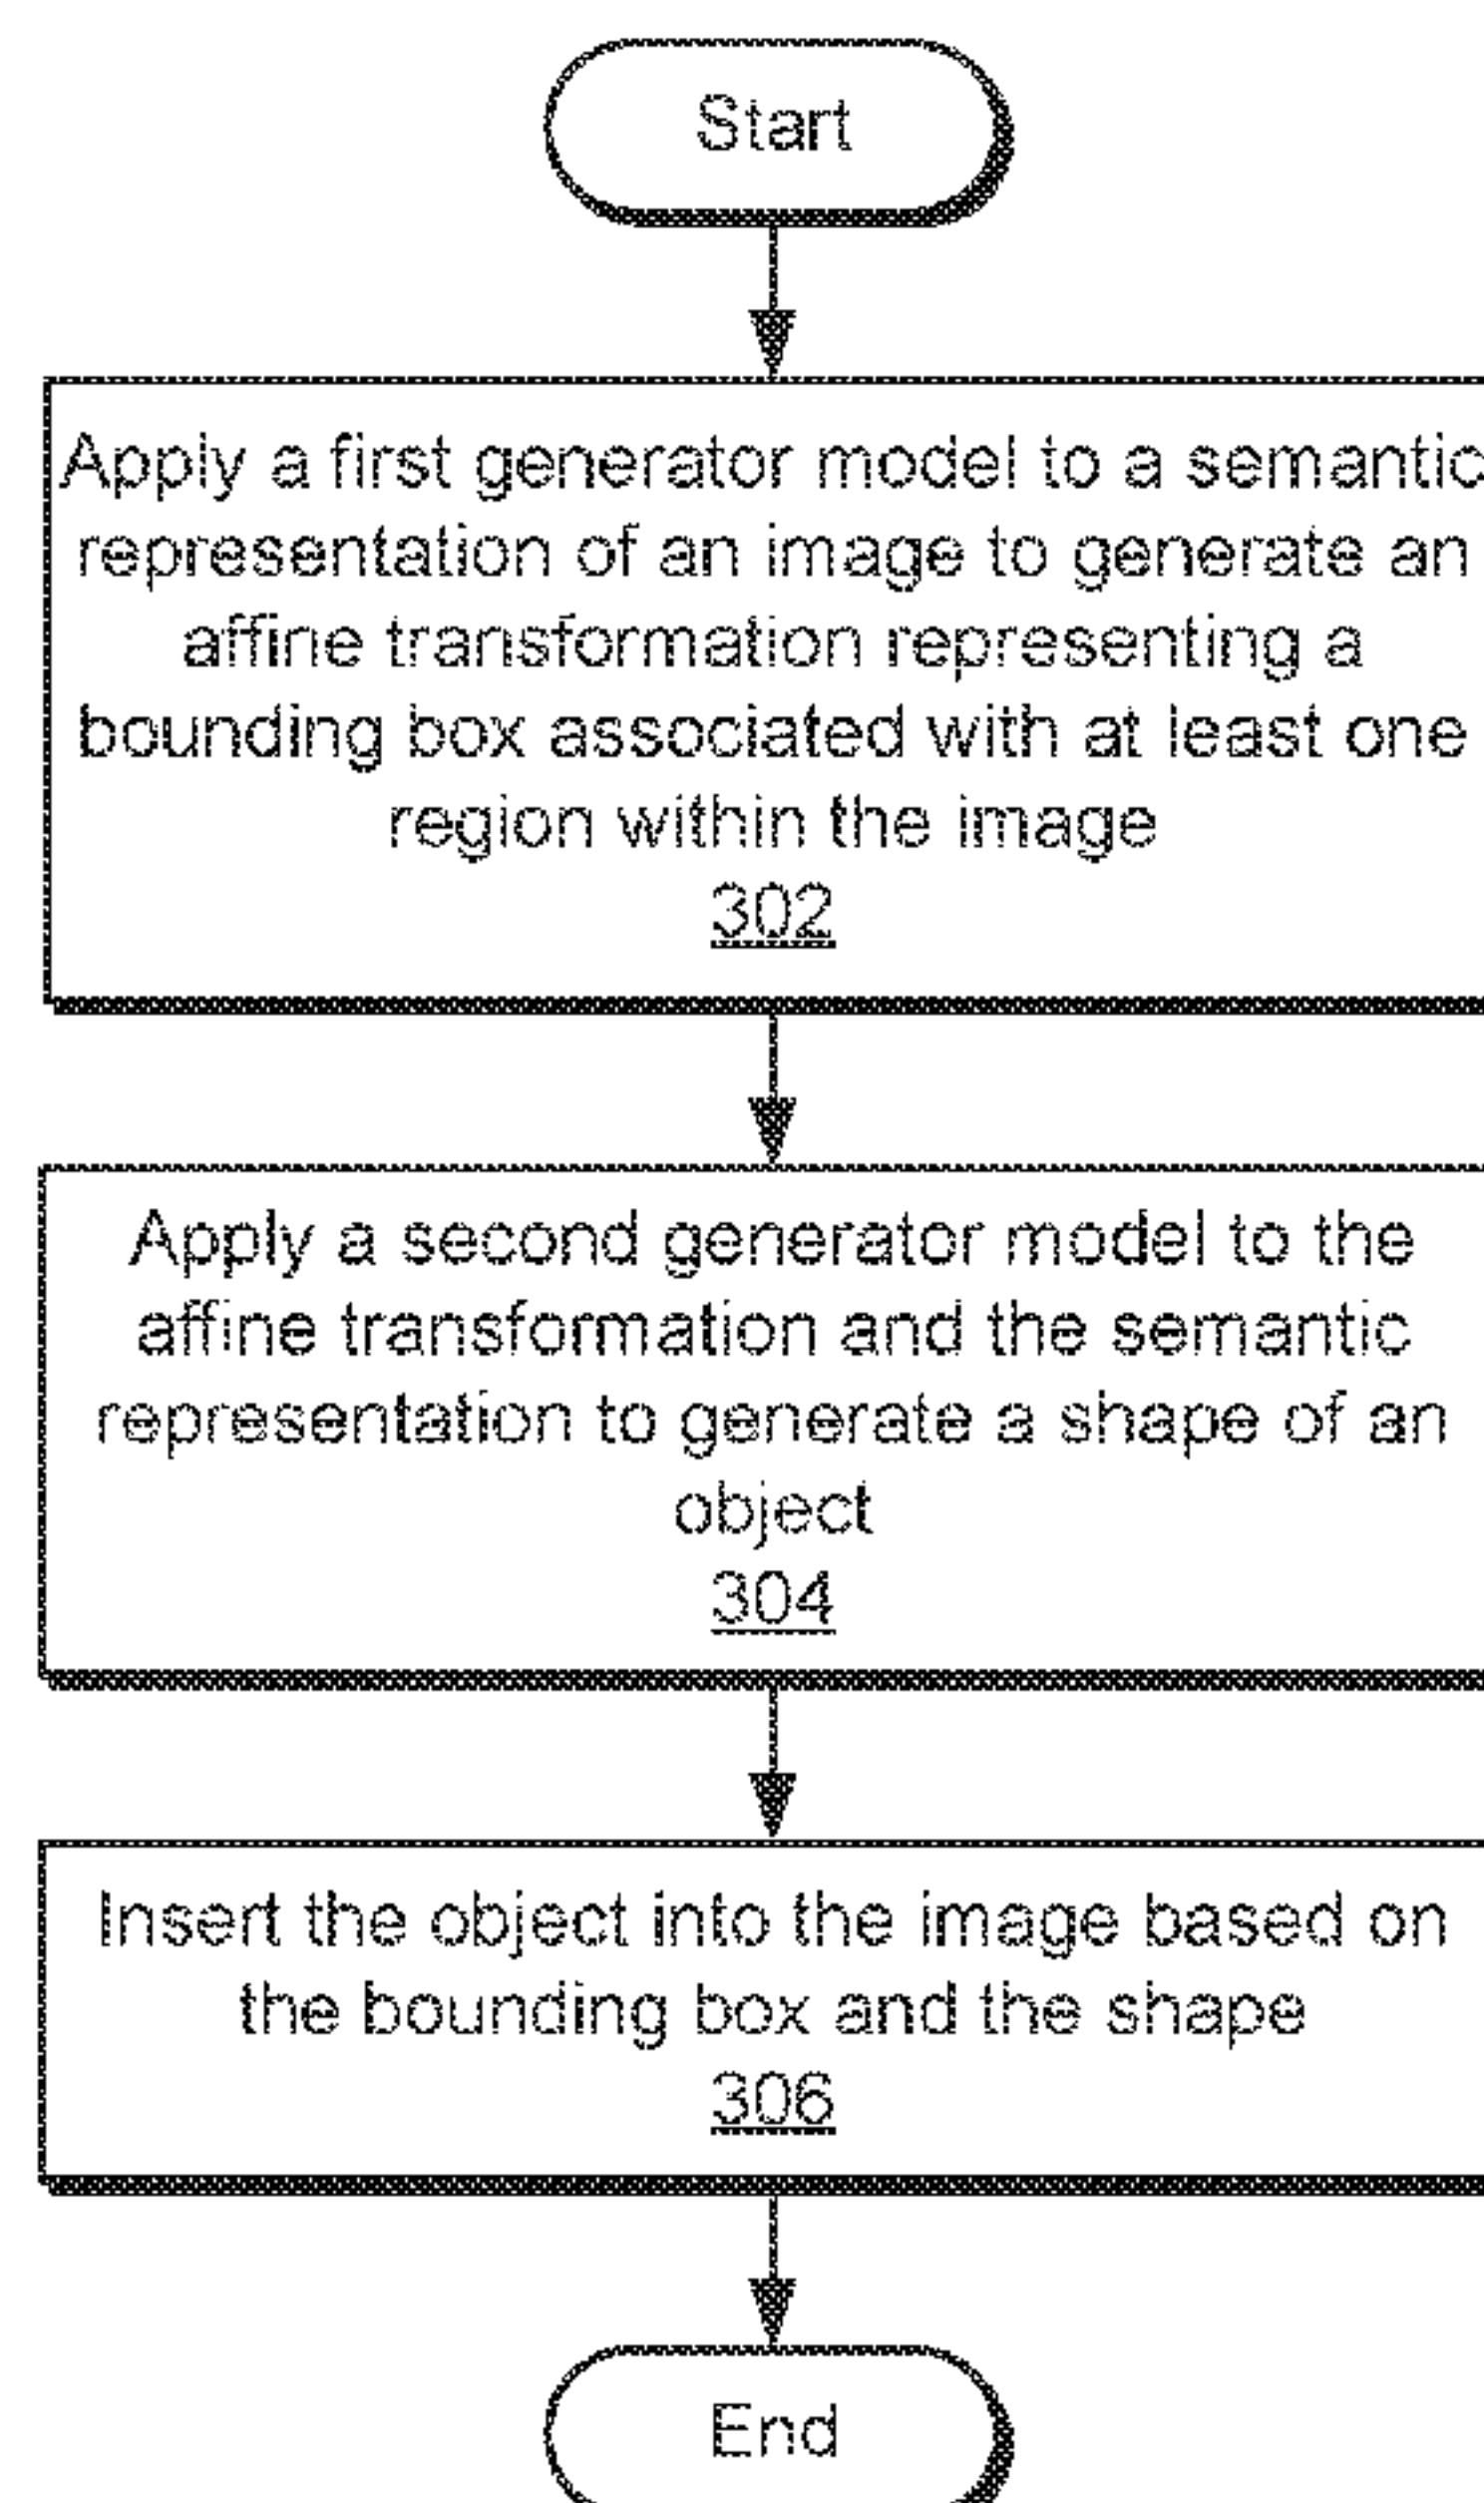 Start
Apply a first generator model to a semantic
representation of an image to generate an
affine transformation representing a
bounding box associated with at least one
region within the image
302
Apply a second generator model to the
affine transformation and the semantic
representation to generate a shape of an
object
304
Insert the object into the image based on
the bounding box and the shape
306
End